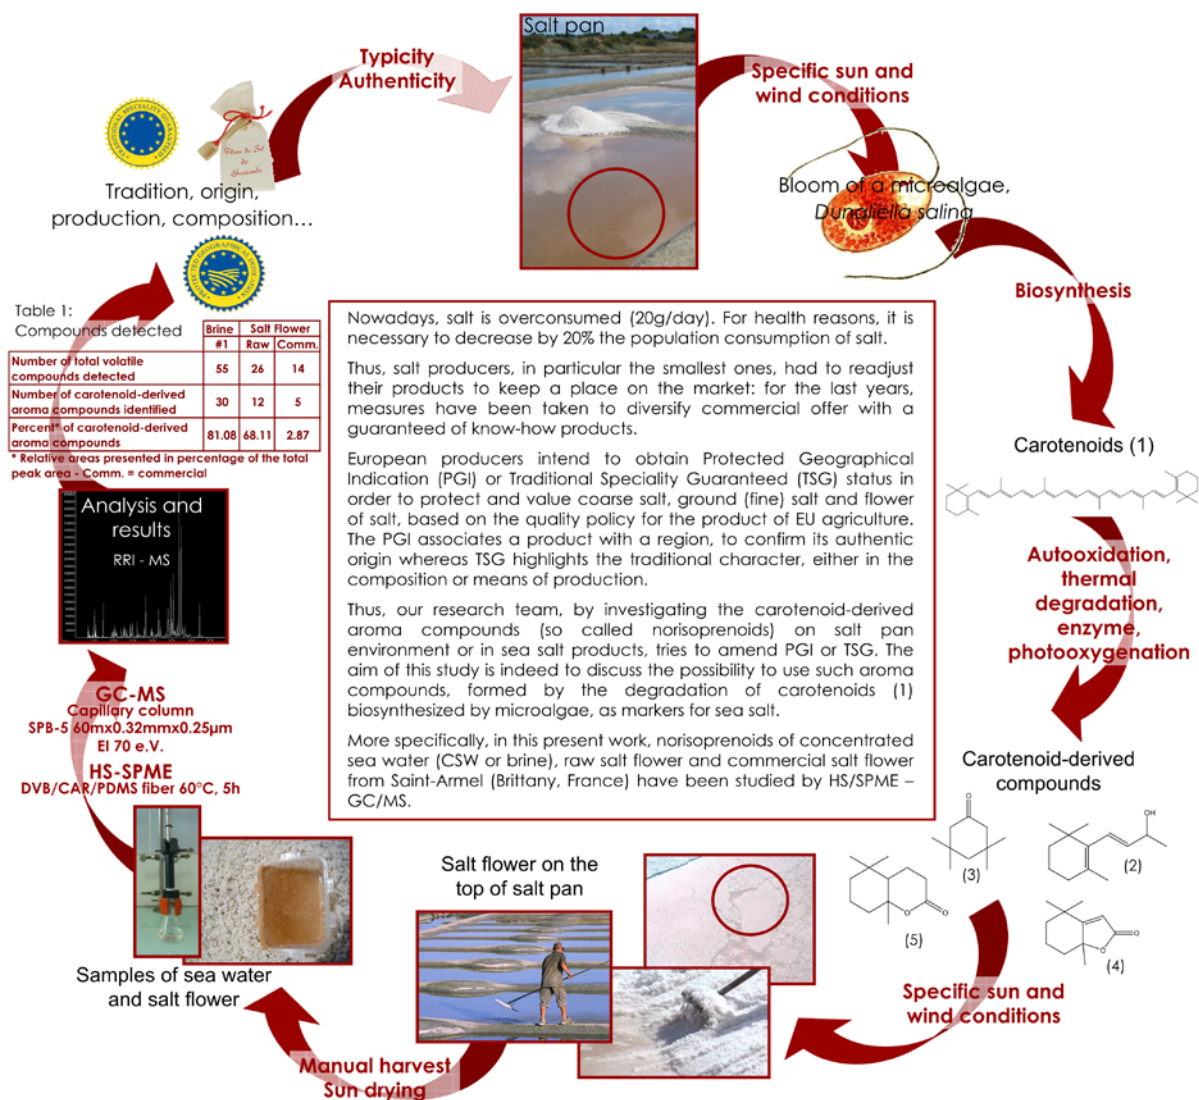 Salt pan
Typicity
Authenticity
Specific sun and
wind conditions
TRADITIONAL SPECIALITY GUARANTEED
Fleur de Sel
de
Guérande
Tradition, origin,
production, composition...
Bloom of a microalgae,
Dunaliella saling
PROTECTED GEOGRAPHICAL INDICATION
Biosynthesis
Table 1:
Compounds detected
Brine Salt Flower
#1 Raw Comm.
Number of total volatile
compounds detected 55 26 14
Number of carotenoid-derived
aroma compounds identified 30 12 5
Percent* of carotenoid-derived
aroma compounds 81.08 68.11 2.87
* Relative areas presented in percentage of the total
peak area - Comm. = commercial
Nowadays, salt is overconsumed (20g/day). For health reasons, it is
necessary to decrease by 20% the population consumption of salt.
Thus, salt producers, in particular the smallest ones, had to readjust
their products to keep a place on the market: for the last years,
measures have been taken to diversify commercial offer with a
guaranteed of know-how products.
European producers intend to obtain Protected Geographical
Indication (PGI) or Traditional Speciality Guaranteed (TSG) status in
order to protect and value coarse salt, ground (fine) salt and flower
of salt, based on the quality policy for the product of EU agriculture.
The PGI associates a product with a region, to confirm its authentic
origin whereas TSG highlights the traditional character, either in the
composition or means of production.
Thus, our research team, by investigating the carotenoid-derived
aroma compounds (so called norisoprenoids) on salt pan
environment or in sea salt products, tries to amend PGI or TSG. The
aim of this study is indeed to discuss the possibility to use such aroma
compounds, formed by the degradation of carotenoids (1)
biosynthesized by microalgae, as markers for sea salt.
More specifically, in this present work, norisoprenoids of concentrated
sea water (CSW or brine), raw salt flower and commercial salt flower
from Saint-Armel (Brittany, France) have been studied by HS/SPME –
GC/MS.
Carotenoids (1)
Autooxidation,
thermal
degradation,
enzyme,
photooxygenation
Analysis and
results
RRI - MS
GC-MS
Capillary column
SPB-5 60mx0.32mmx0.25µm
EI 70 e.V.
HS-SPME
DVB/CAR/PDMS fiber 60°C, 5h
Carotenoid-derived
compounds
O
OH
(3)
(2)
O
O
(5)
O
O
(4)
Salt flower on the
top of salt pan
Samples of sea water
and salt flower
Specific sun and
wind conditions
Manual harvest
Sun drying